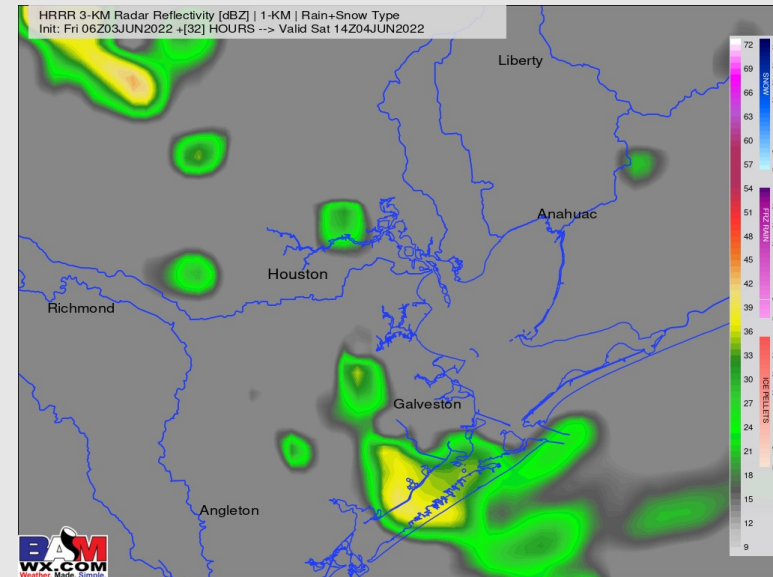 HRRR 3-KM Radar Reflectivity [dBZ] | 1-KM | Rain+Snow Type
Init: Fri 06Z03JUN2022 +[32] HOURS --> Valid Sat 14Z04JUN2022
Liberty
Anahuac
Houston
Richmond
Galveston
Angleton
72
69
66
63
60
57
54
51
48
45
42
39
36
33
30
27
24
21
18
15
12
9
SNOW
FRZ RAIN
ICE PELLETS
BAM
WX.COM
Weather. Made. Simple.